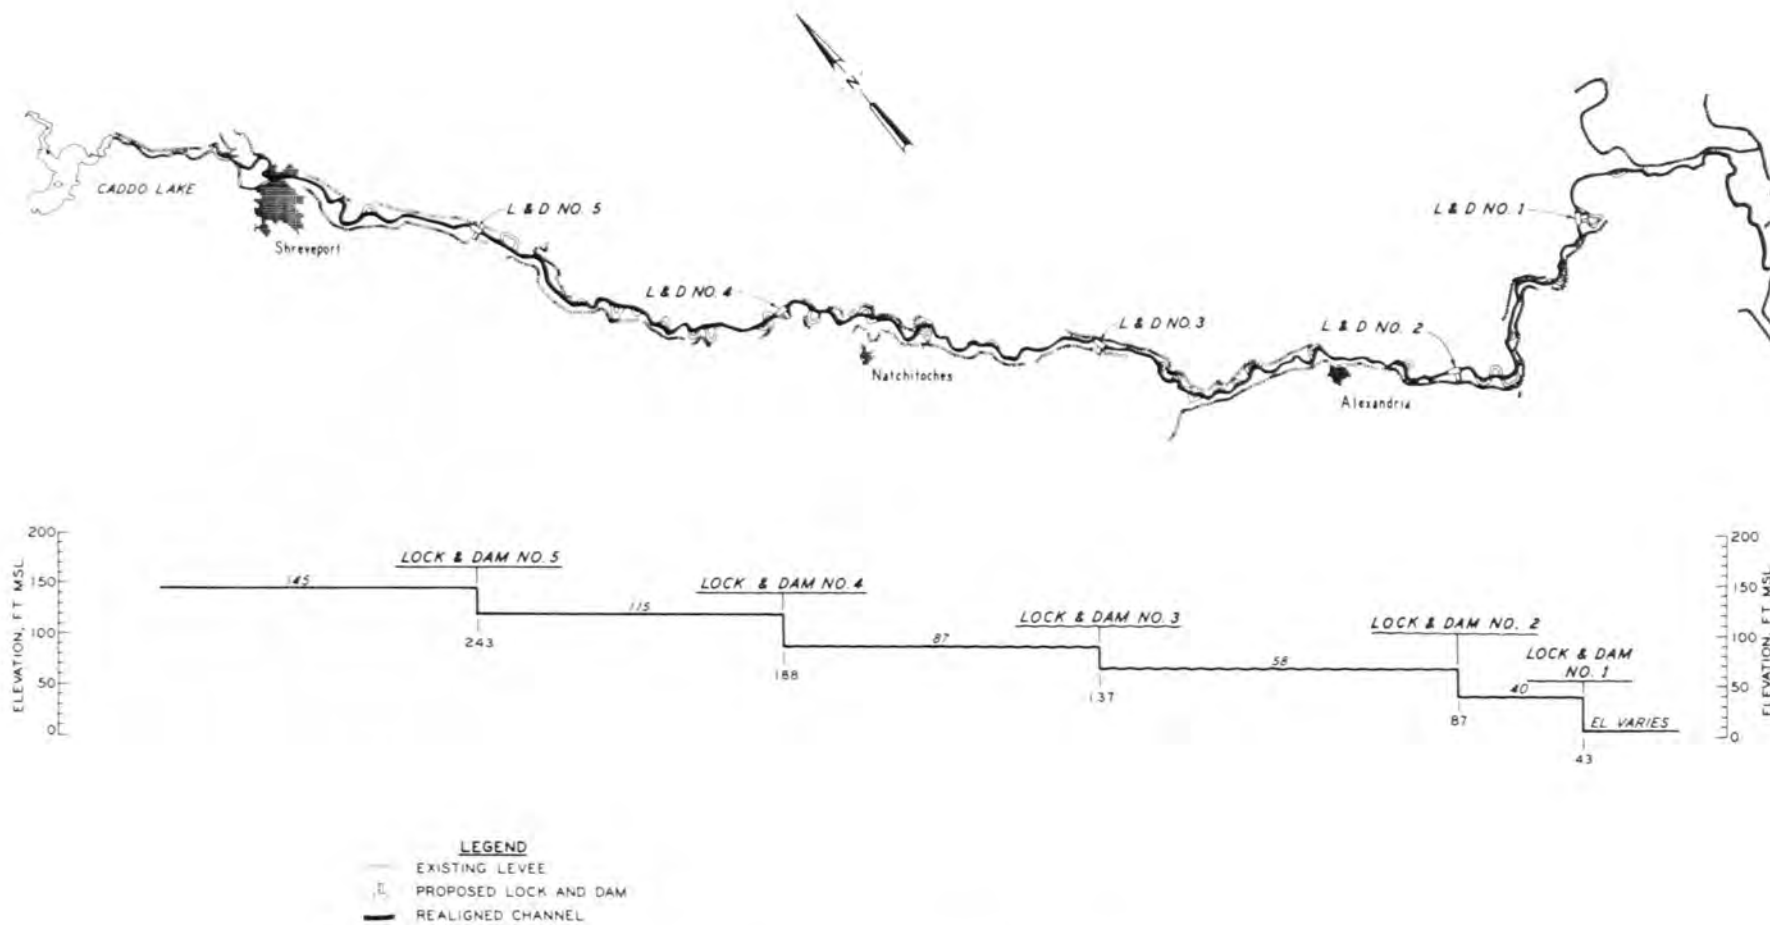 N
CADDO LAKE
Shreveport
L & D NO. 5
L & D NO. 4
Natchitoches
L & D NO. 3
L & D NO. 2
Alexandria
L & D NO. 1
ELEVATION, FT MSL
200
150
100
50
0
145
LOCK & DAM NO. 5
243
115
LOCK & DAM NO. 4
188
87
LOCK & DAM NO. 3
137
58
LOCK & DAM NO. 2
87
40
LOCK & DAM
NO. 1
EL VARIES
43
200
150
100
50
0
ELEVATION, FT MSL
LEGEND
EXISTING LEVEE
PROPOSED LOCK AND DAM
REALIGNED CHANNEL